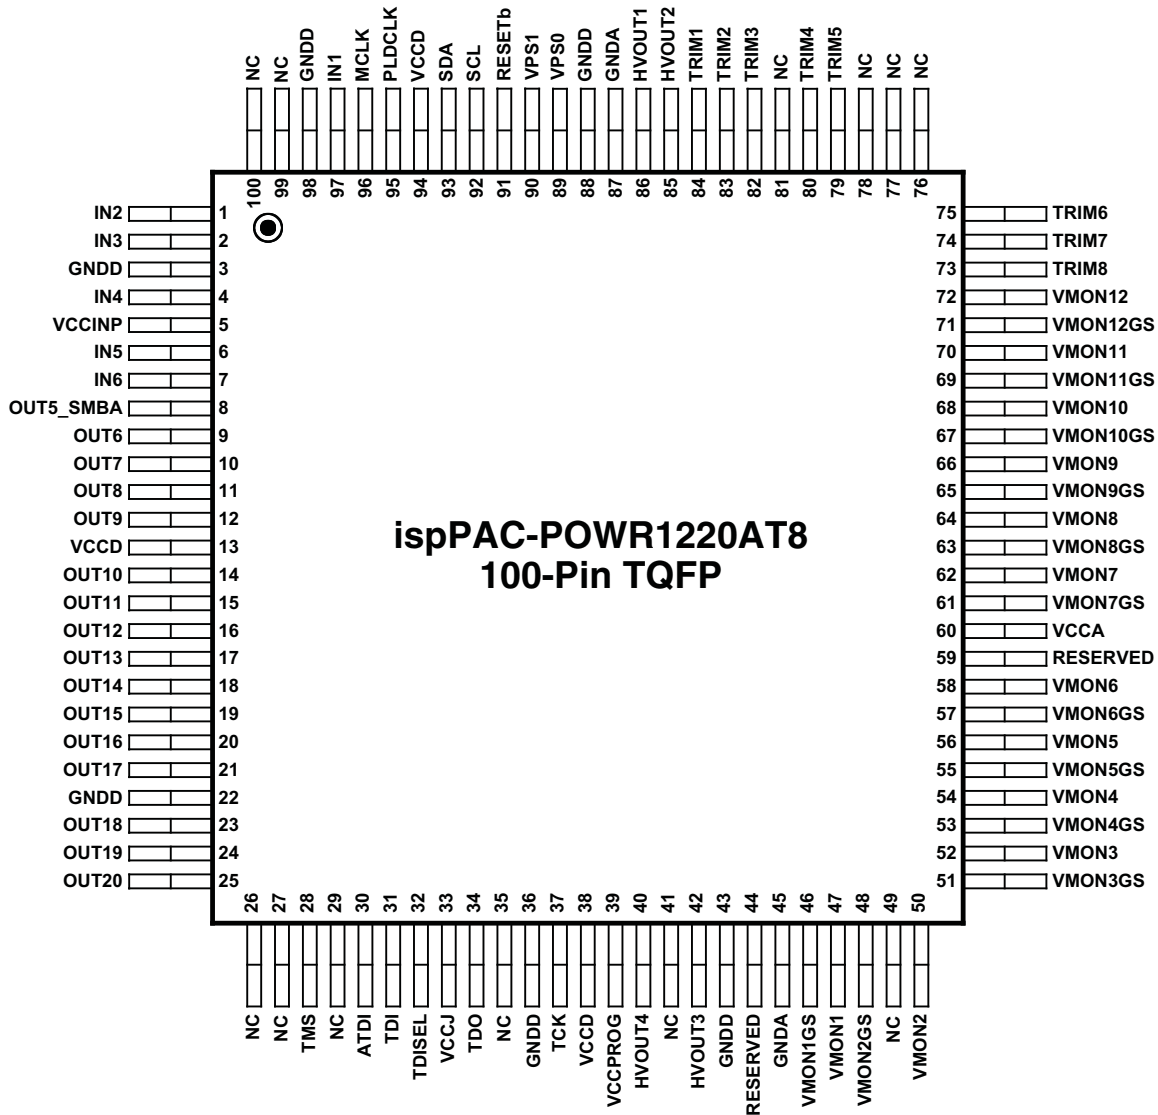 NC
NC
GNDD
IN1
MCLK
PLDCLK
VCCD
SDA
SCL
RESETb
VPS1
VPS0
GNDD
GNDA
HVOUT1
HVOUT2
TRIM1
TRIM2
TRIM3
NC
TRIM4
TRIM5
NC
NC
NC
100
99
98
97
96
95
94
93
92
91
90
89
88
87
86
85
84
83
82
81
80
79
78
77
76
IN2 1
IN3 2
GNDD 3
IN4 4
VCCINP 5
IN5 6
IN6 7
OUT5_SMBA 8
OUT6 9
OUT7 10
OUT8 11
OUT9 12
VCCD 13
OUT10 14
OUT11 15
OUT12 16
OUT13 17
OUT14 18
OUT15 19
OUT16 20
OUT17 21
GNDD 22
OUT18 23
OUT19 24
OUT20 25
ispPAC-POWR1220AT8
100-Pin TQFP
75 TRIM6
74 TRIM7
73 TRIM8
72 VMON12
71 VMON12GS
70 VMON11
69 VMON11GS
68 VMON10
67 VMON10GS
66 VMON9
65 VMON9GS
64 VMON8
63 VMON8GS
62 VMON7
61 VMON7GS
60 VCCA
59 RESERVED
58 VMON6
57 VMON6GS
56 VMON5
55 VMON5GS
54 VMON4
53 VMON4GS
52 VMON3
51 VMON3GS
26
27
28
29
30
31
32
33
34
35
36
37
38
39
40
41
42
43
44
45
46
47
48
49
50
NC
NC
TMS
NC
ATDI
TDI
TDISEL
VCCJ
TDO
NC
GNDD
TCK
VCCD
VCCPROG
HVOUT4
NC
HVOUT3
GNDD
RESERVED
GNDA
VMON1GS
VMON1
VMON2GS
NC
VMON2